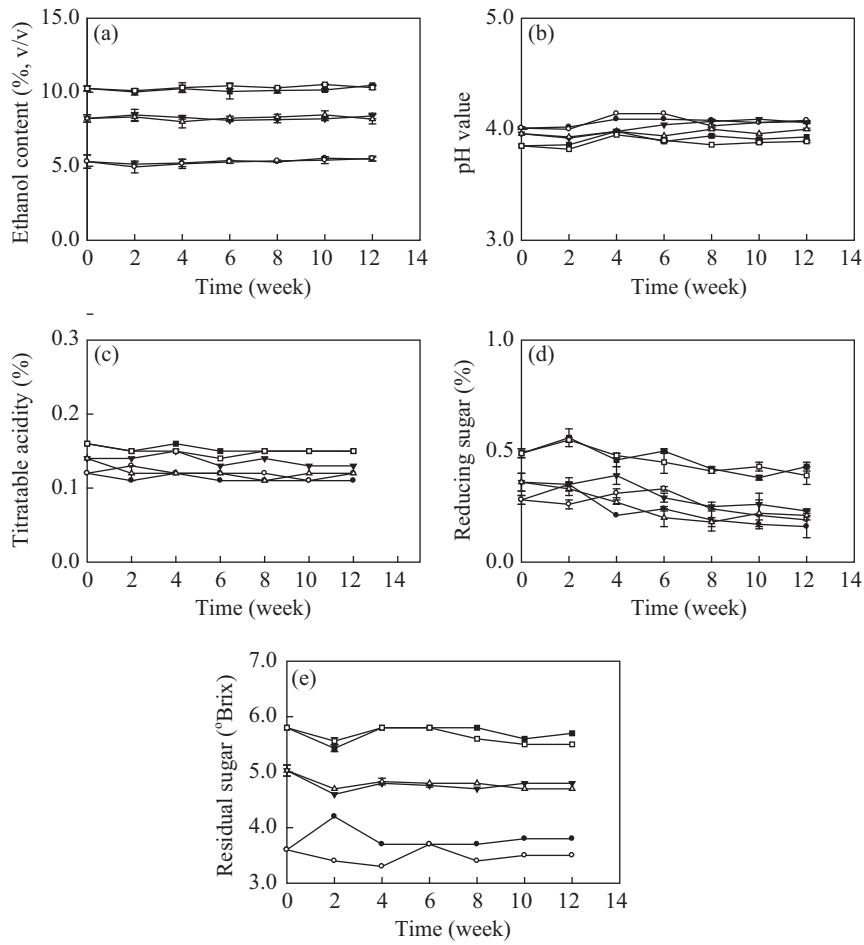 (a)
15.0
10.0
5.0
0.0
Ethanol content (%, v/v)
0 2 4 6 8 10 12 14
Time (week)
(b)
5.0
4.0
3.0
pH value
0 2 4 6 8 10 12 14
Time (week)
(c)
0.3
0.1
0.1
0.0
Titratable acidity (%)
0 2 4 6 8 10 12 14
Time (week)
(d)
1.0
0.5
0.0
Reducing sugar (%)
0 2 4 6 8 10 12 14
Time (week)
(e)
7.0
6.0
5.0
4.0
3.0
Residual sugar (°Brix)
0 2 4 6 8 10 12 14
Time (week)